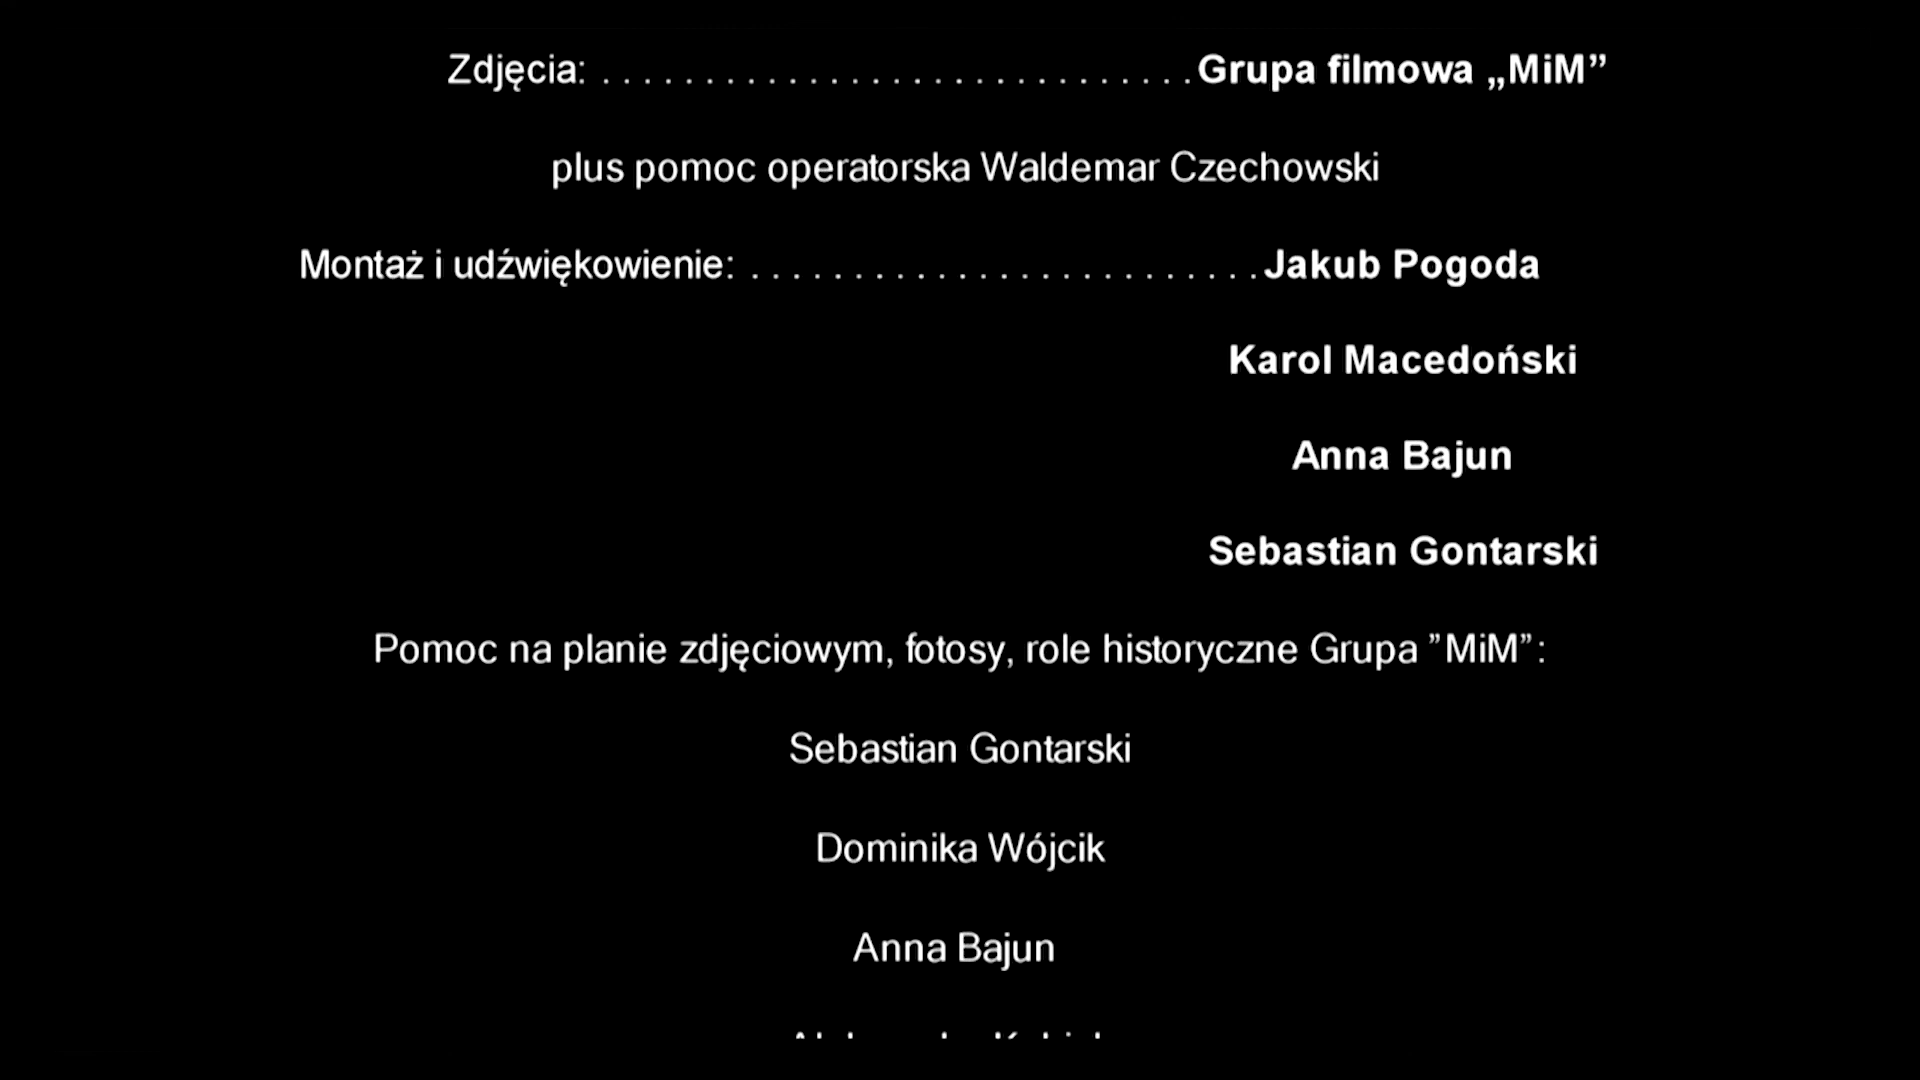 Zdjęcia: . . . . . . . . . . . . . . . . . . . . . . . . . . . . . Grupa filmowa „MiM”
plus pomoc operatorska Waldemar Czechowski
Montaż i udźwiękowienie: . . . . . . . . . . . . . . . . . . . . . . . . . Jakub Pogoda
Karol Macedoński
Anna Bajun
Sebastian Gontarski
Pomoc na planie zdjęciowym, fotosy, role historyczne Grupa ”MiM”:
Sebastian Gontarski
Dominika Wójcik
Anna Bajun